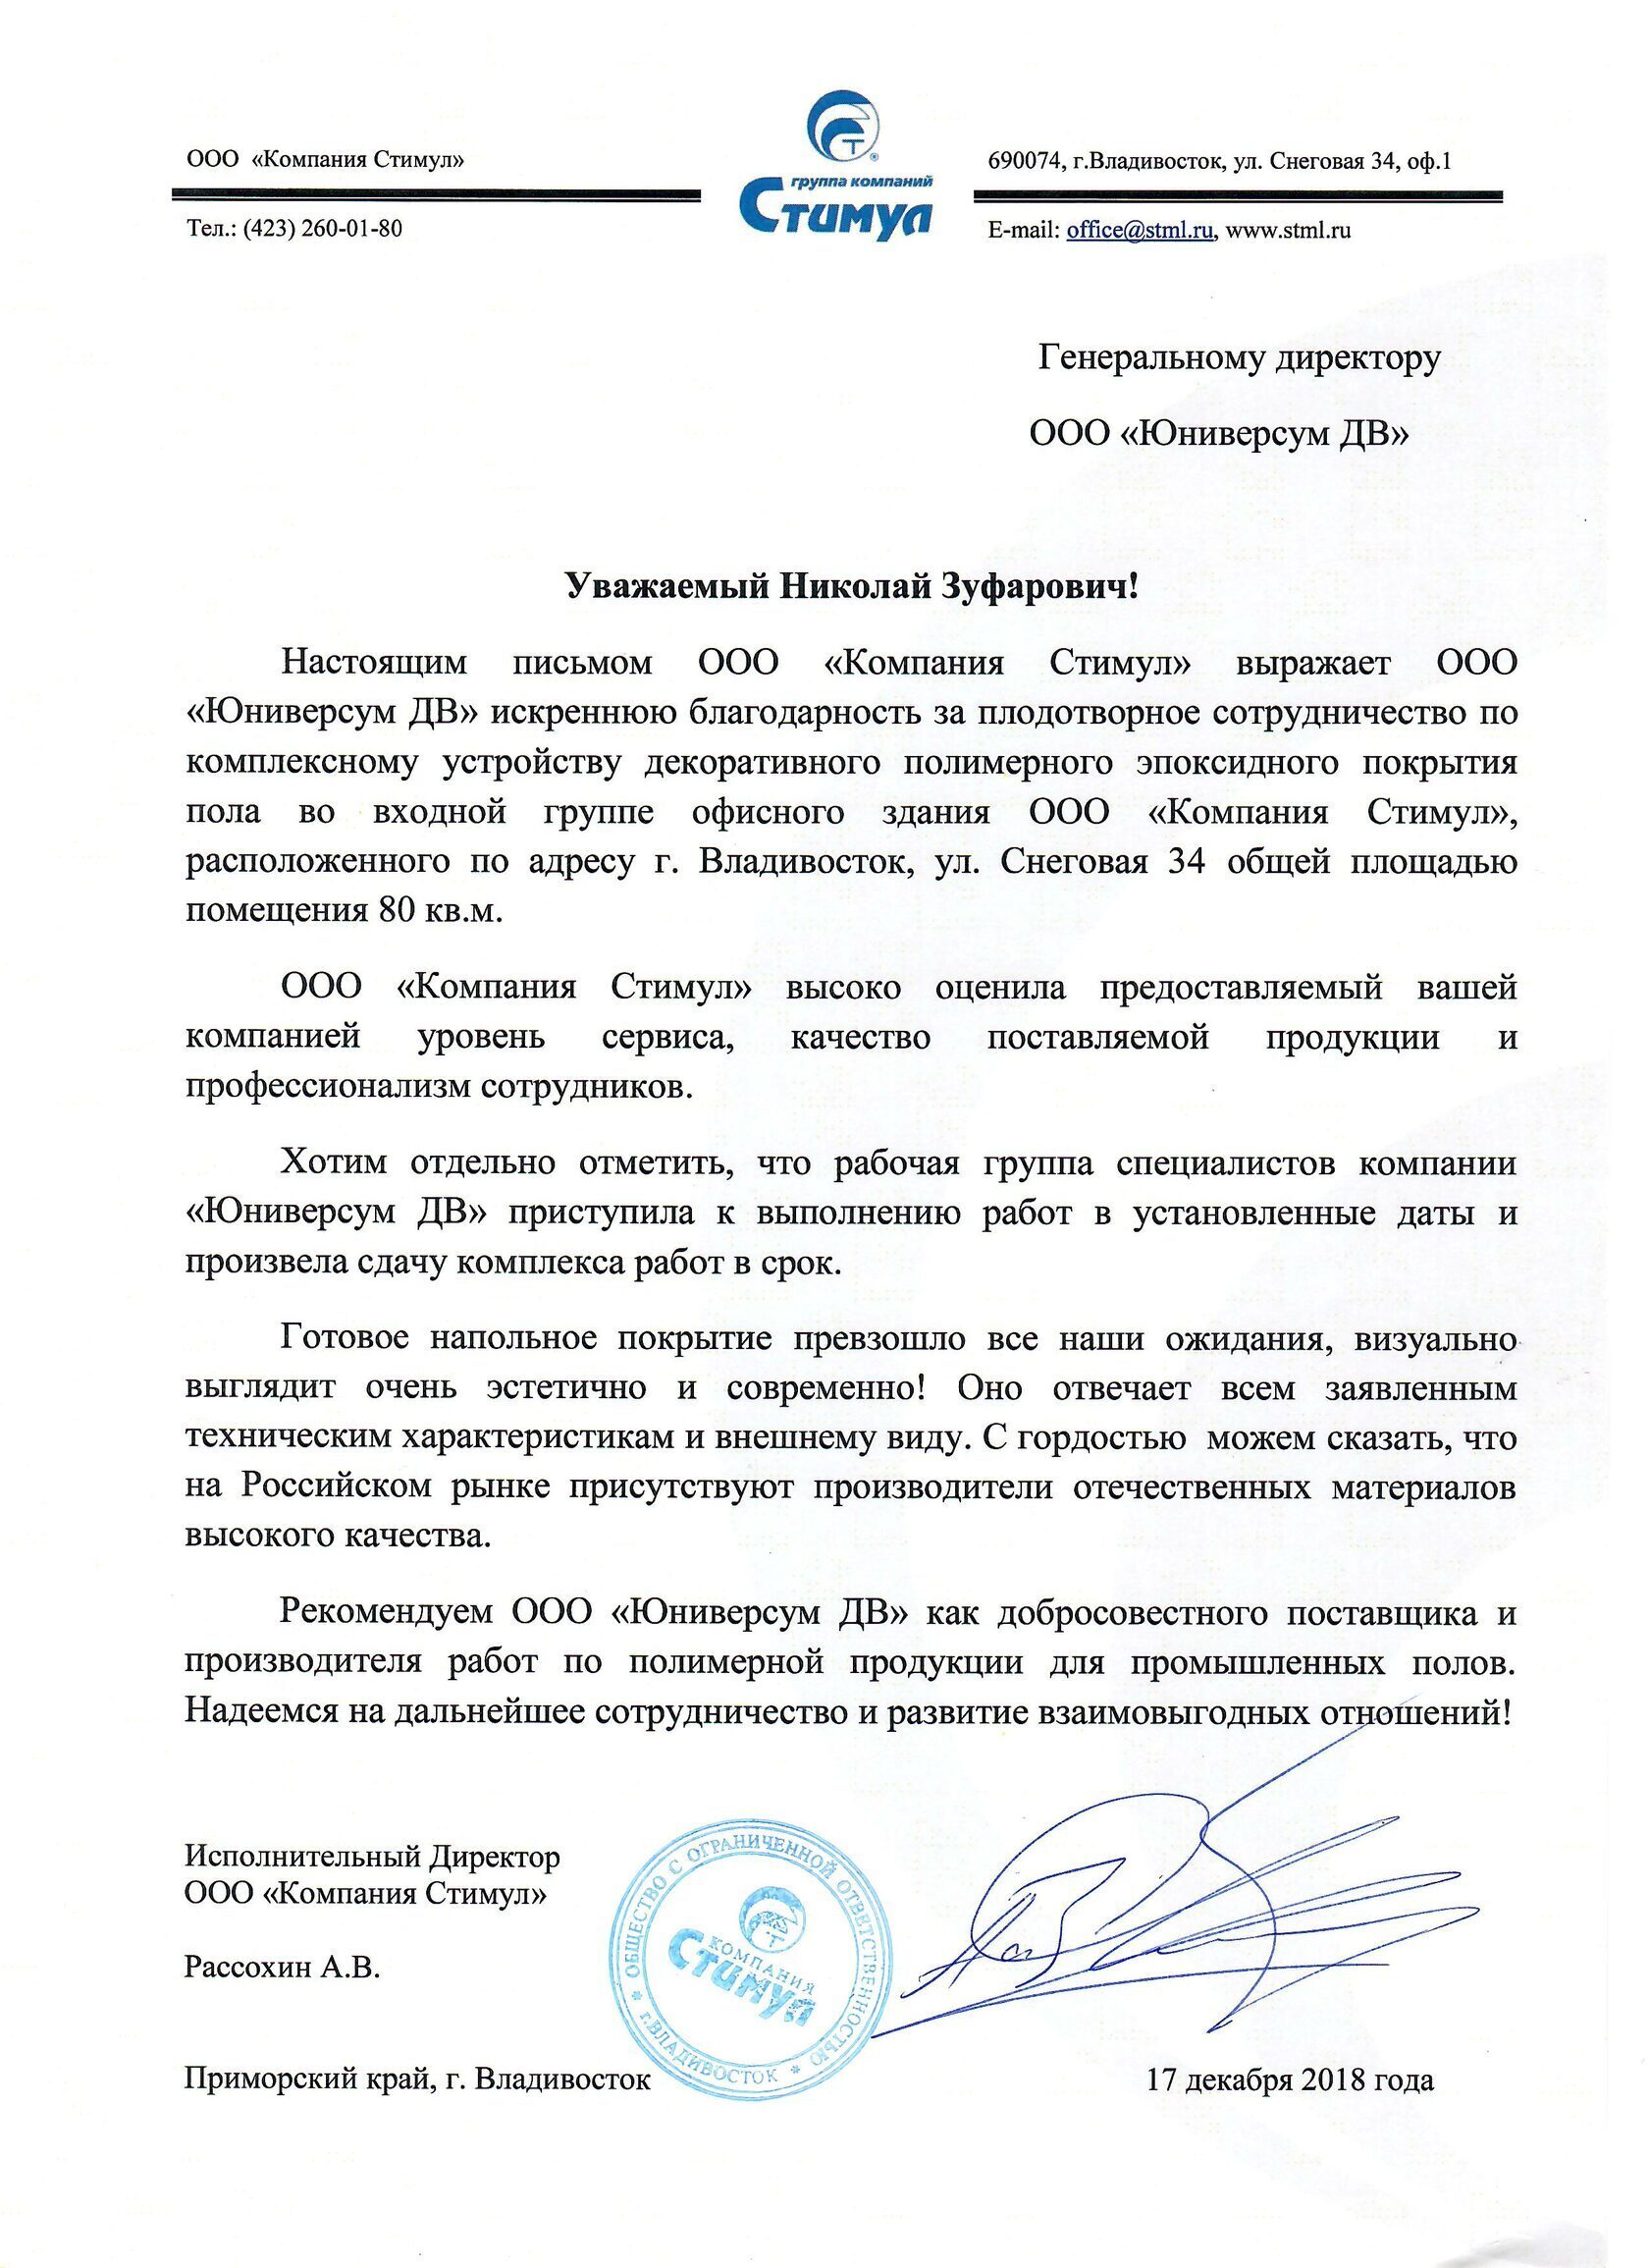 ООО «Компания Стимул»
Тел.: (423) 260-01-80
Т
группа компаний
Стимул
690074, г.Владивосток, ул. Снеговая 34, оф.1
E-mail: office@stml.ru, www.stml.ru
Генеральному директору
ООО «Юниверсум ДВ»
Уважаемый Николай Зуфарович!
Настоящим письмом ООО «Компания Стимул» выражает ООО
«Юниверсум ДВ» искреннюю благодарность за плодотворное сотрудничество по
комплексному устройству декоративного полимерного эпоксидного покрытия
пола во входной группе офисного здания ООО «Компания Стимул»,
расположенного по адресу г. Владивосток, ул. Снеговая 34 общей площадью
помещения 80 кв.м.
ООО «Компания Стимул» высоко оценила предоставляемый вашей
компанией уровень сервиса, качество поставляемой продукции и
профессионализм сотрудников.
Хотим отдельно отметить, что рабочая группа специалистов компании
«Юниверсум ДВ» приступила к выполнению работ в установленные даты и
произвела сдачу комплекса работ в срок.
Готовое напольное покрытие превзошло все наши ожидания, визуально
выглядит очень эстетично и современно! Оно отвечает всем заявленным
техническим характеристикам и внешнему виду. С гордостью можем сказать, что
на Российском рынке присутствуют производители отечественных материалов
высокого качества.
Рекомендуем ООО «Юниверсум ДВ» как добросовестного поставщика и
производителя работ по полимерной продукции для промышленных полов.
Надеемся на дальнейшее сотрудничество и развитие взаимовыгодных отношений!
Исполнительный Директор
ООО «Компания Стимул»
Рассохин А.В.
ОБЩЕСТВО С ОГРАНИЧЕННОЙ ОТВЕТСТВЕННОСТЬЮ
* г.ВЛАДИВОСТОК *
Т
КОМПАНИЯ
Стимул
Приморский край, г. Владивосток
17 декабря 2018 года